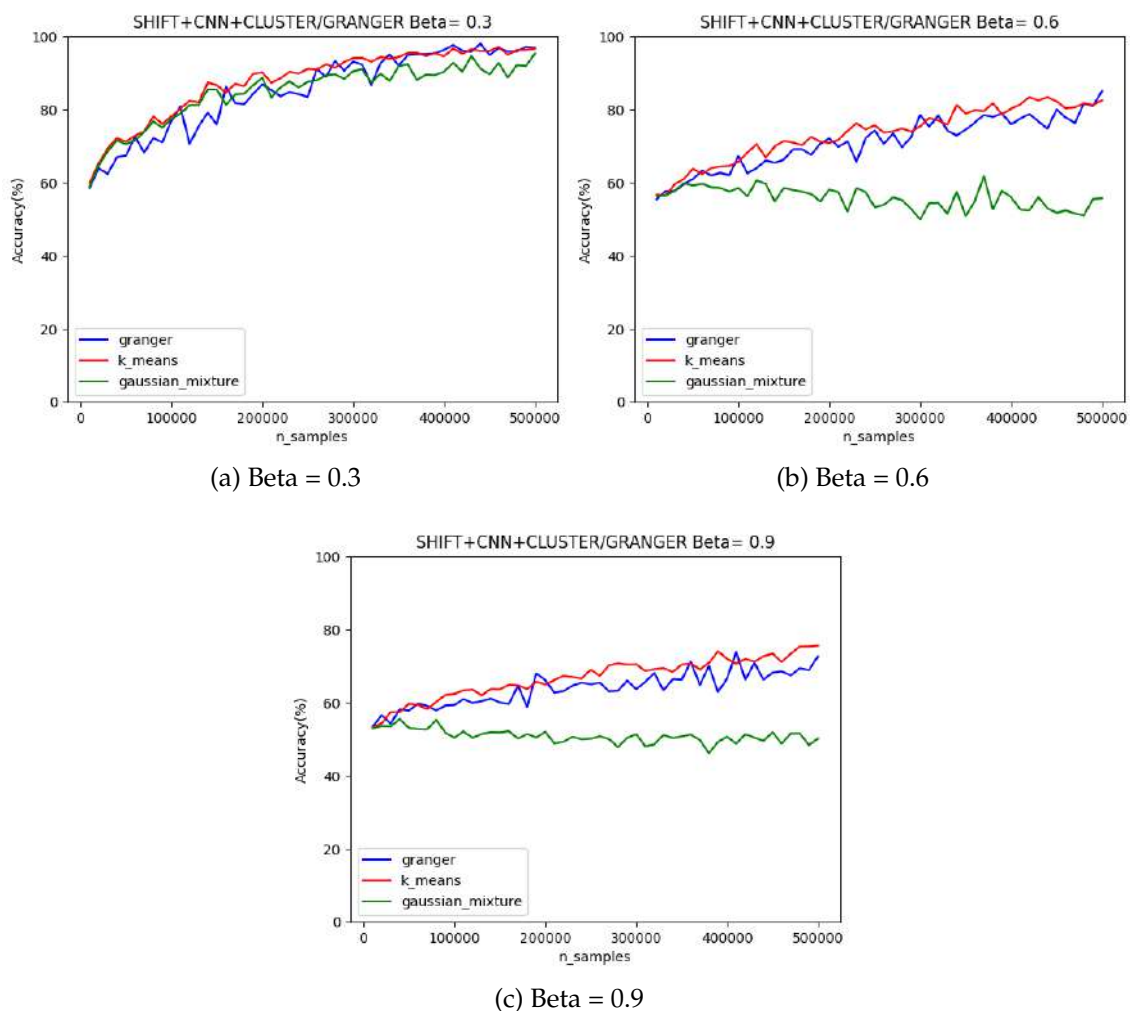 SHIFT+CNN+CLUSTER/GRANGER Beta= 0.3
100
80
60
40
20
0
Accuracy(%)
granger
k_means
gaussian_mixture
0 100000 200000 300000 400000 500000
n_samples
(a) Beta = 0.3
SHIFT+CNN+CLUSTER/GRANGER Beta= 0.6
100
80
60
40
20
0
Accuracy(%)
granger
k_means
gaussian_mixture
0 100000 200000 300000 400000 500000
n_samples
(b) Beta = 0.6
SHIFT+CNN+CLUSTER/GRANGER Beta= 0.9
100
80
60
40
20
0
Accuracy(%)
granger
k_means
gaussian_mixture
0 100000 200000 300000 400000 500000
n_samples
(c) Beta = 0.9